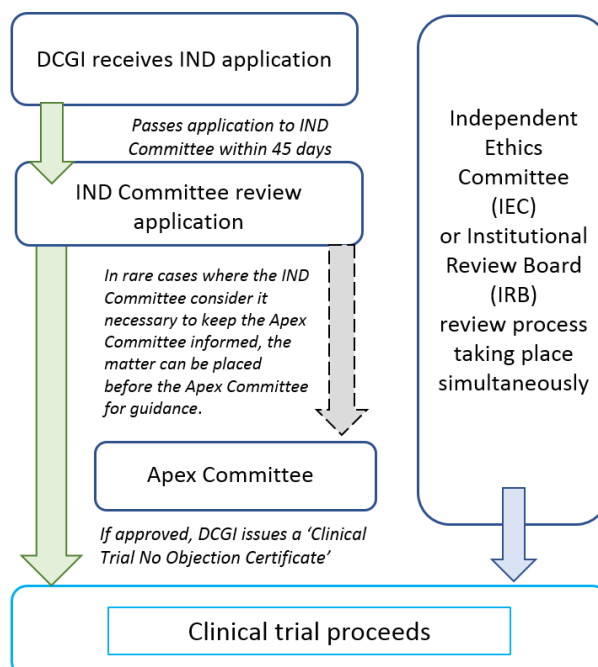 DCGI receives IND application
Passes application to IND
Committee within 45 days
IND Committee review
application
In rare cases where the IND
Committee consider it
necessary to keep the Apex
Committee informed, the
matter can be placed
before the Apex Committee
for guidance.
Apex Committee
If approved, DCGI issues a ‘Clinical
Trial No Objection Certificate’
Independent
Ethics
Committee
(IEC)
or Institutional
Review Board
(IRB)
review process
taking place
simultaneously
Clinical trial proceeds